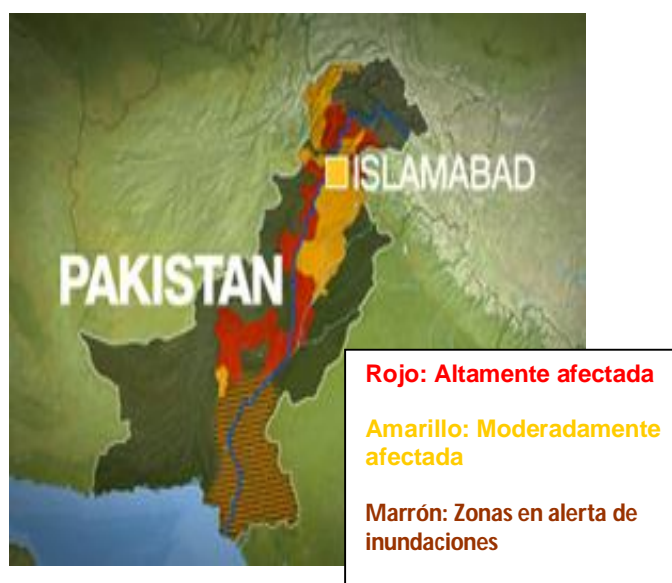 ISLAMABAD
PAKISTAN
Rojo: Altamente afectada
Amarillo: Moderadamente
afectada
Marrón: Zonas en alerta de
inundaciones